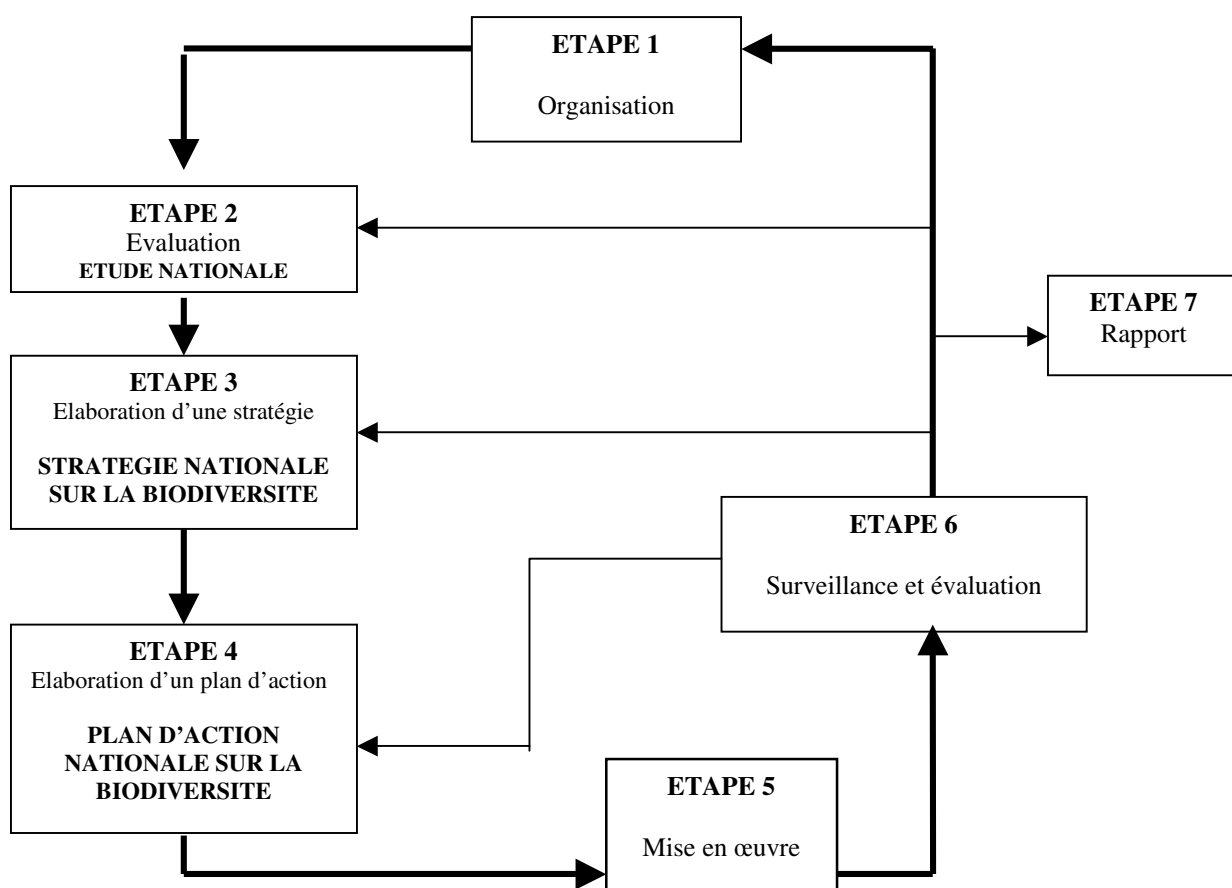 ETAPE 1
Organisation
ETAPE 2
Evaluation
ETUDE NATIONALE
ETAPE 3
Elaboration d’une stratégie
STRATEGIE NATIONALE
SUR LA BIODIVERSITE
ETAPE 4
Elaboration d’un plan d’action
PLAN D’ACTION
NATIONALE SUR LA
BIODIVERSITE
ETAPE 5
Mise en œuvre
ETAPE 6
Surveillance et évaluation
ETAPE 7
Rapport